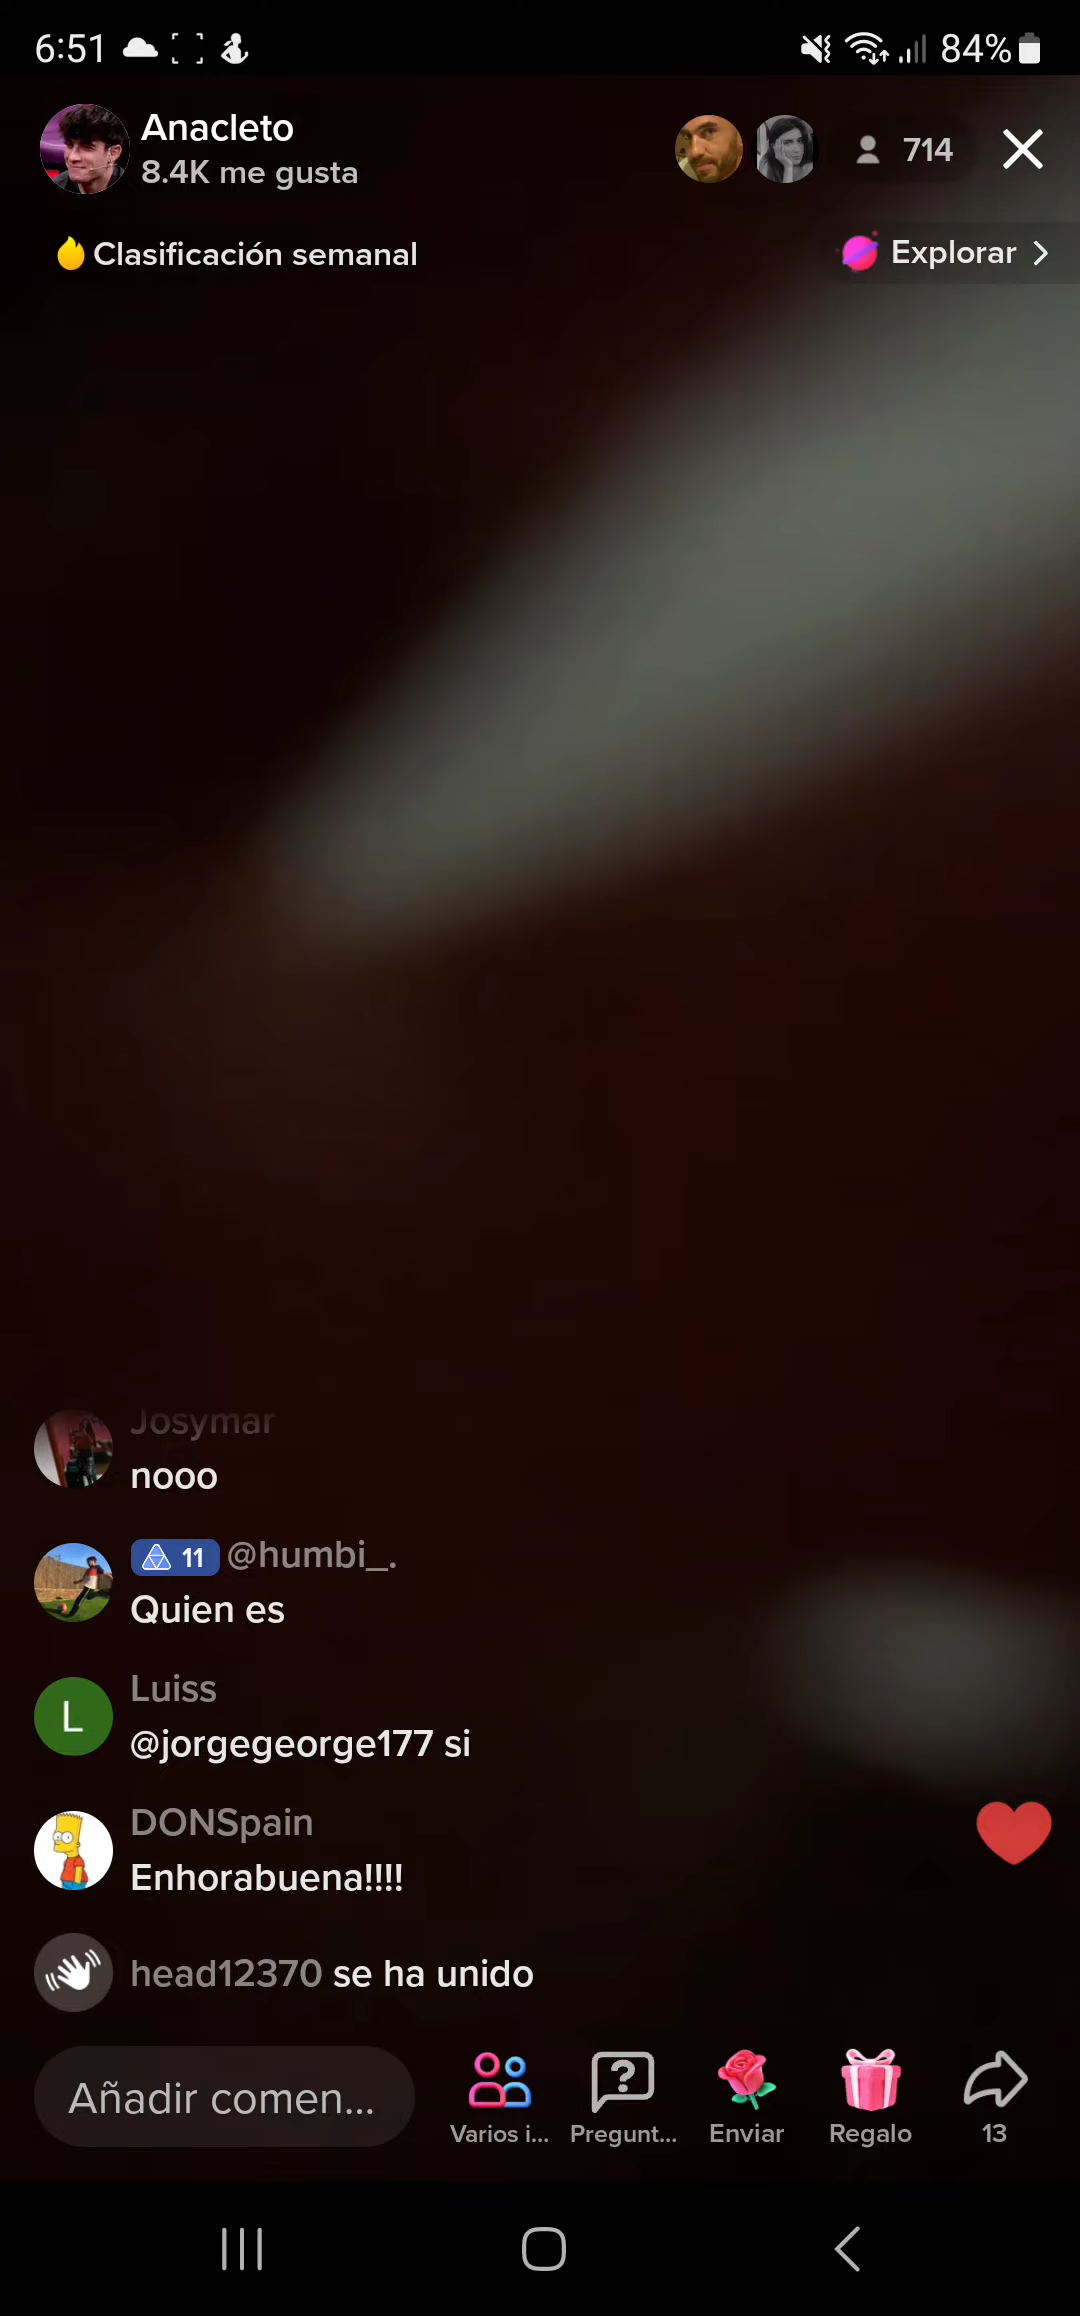 6:51
84%
Anacleto
8.4K me gusta
714
Clasificación semanal
Explorar
Josymar
nooo
11 @humbi_.
Quien es
L
Luiss
@jorgegeorge177 si
DONSpain
Enhorabuena!!!!
head12370 se ha unido
Añadir comen...
Varios i...
Pregunt...
Enviar
Regalo
13